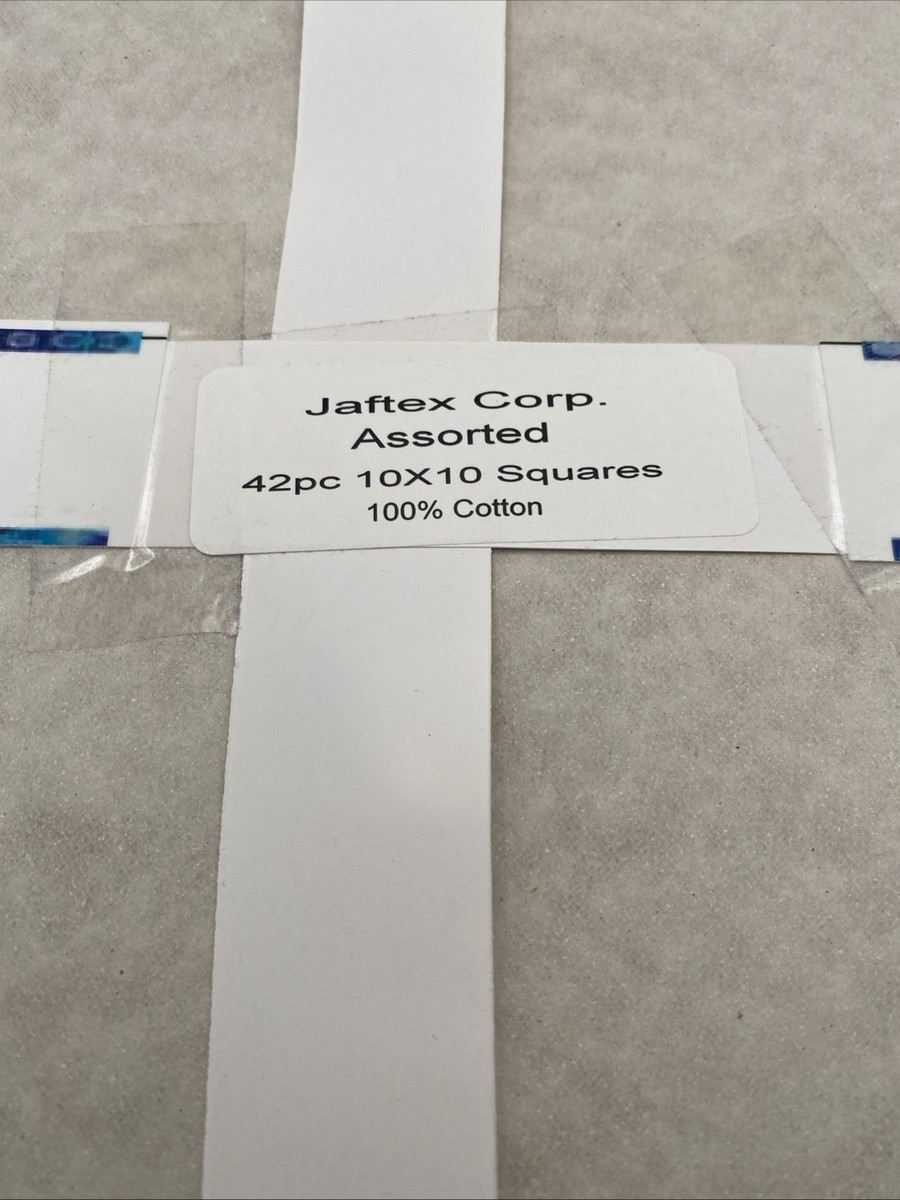 Jaftex Corp.
Assorted
42pc 10X10 Squares
100% Cotton